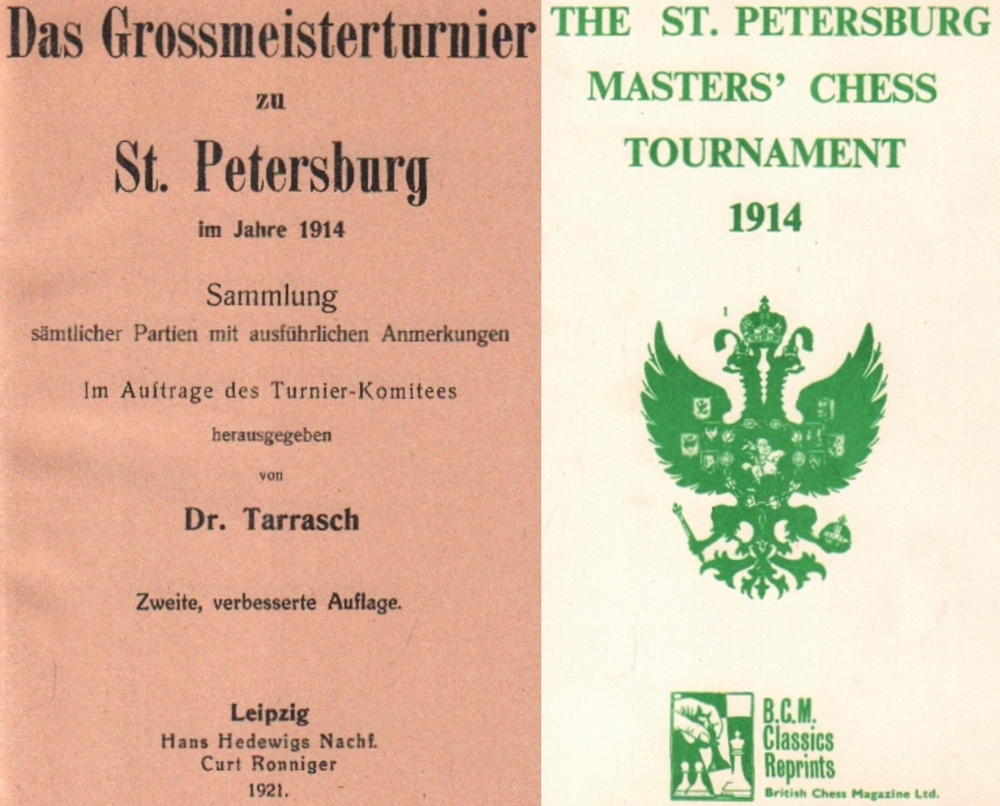 Das Grossmeisterturnier
zu
St. Petersburg
im Jahre 1914
Sammlung
sämtlicher Partien mit ausführlichen Anmerkungen
Im Auftrage des Turnier-Komitees
herausgegeben
von
Dr. Tarrasch
Zweite, verbesserte Auflage.
Leipzig
Hans Hedewigs Nachf.
Curt Ronniger
1921.
THE ST. PETERSBURG
MASTERS' CHESS
TOURNAMENT
1914
1
B.C.M.
Classics
Reprints
British Chess Magazine Ltd.